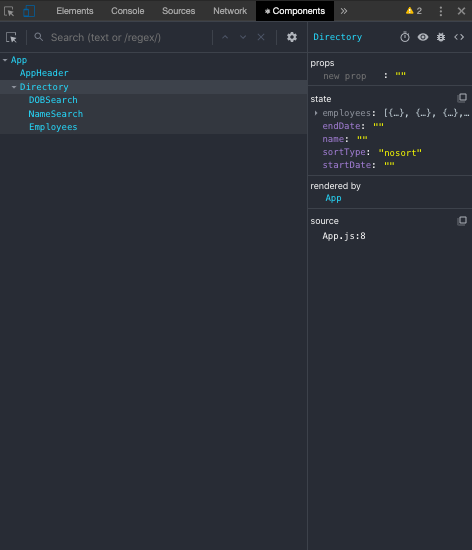 Elements Console Sources Network ⚛ Components » 2
Search (text or /regex/)
App
AppHeader
Directory
DOBSearch
NameSearch
Employees
Directory
props
new prop : ""
state
employees: [{…}, {…}, {…},…
endDate: ""
name: ""
sortType: "nosort"
startDate: ""
rendered by
App
source
App.js:8